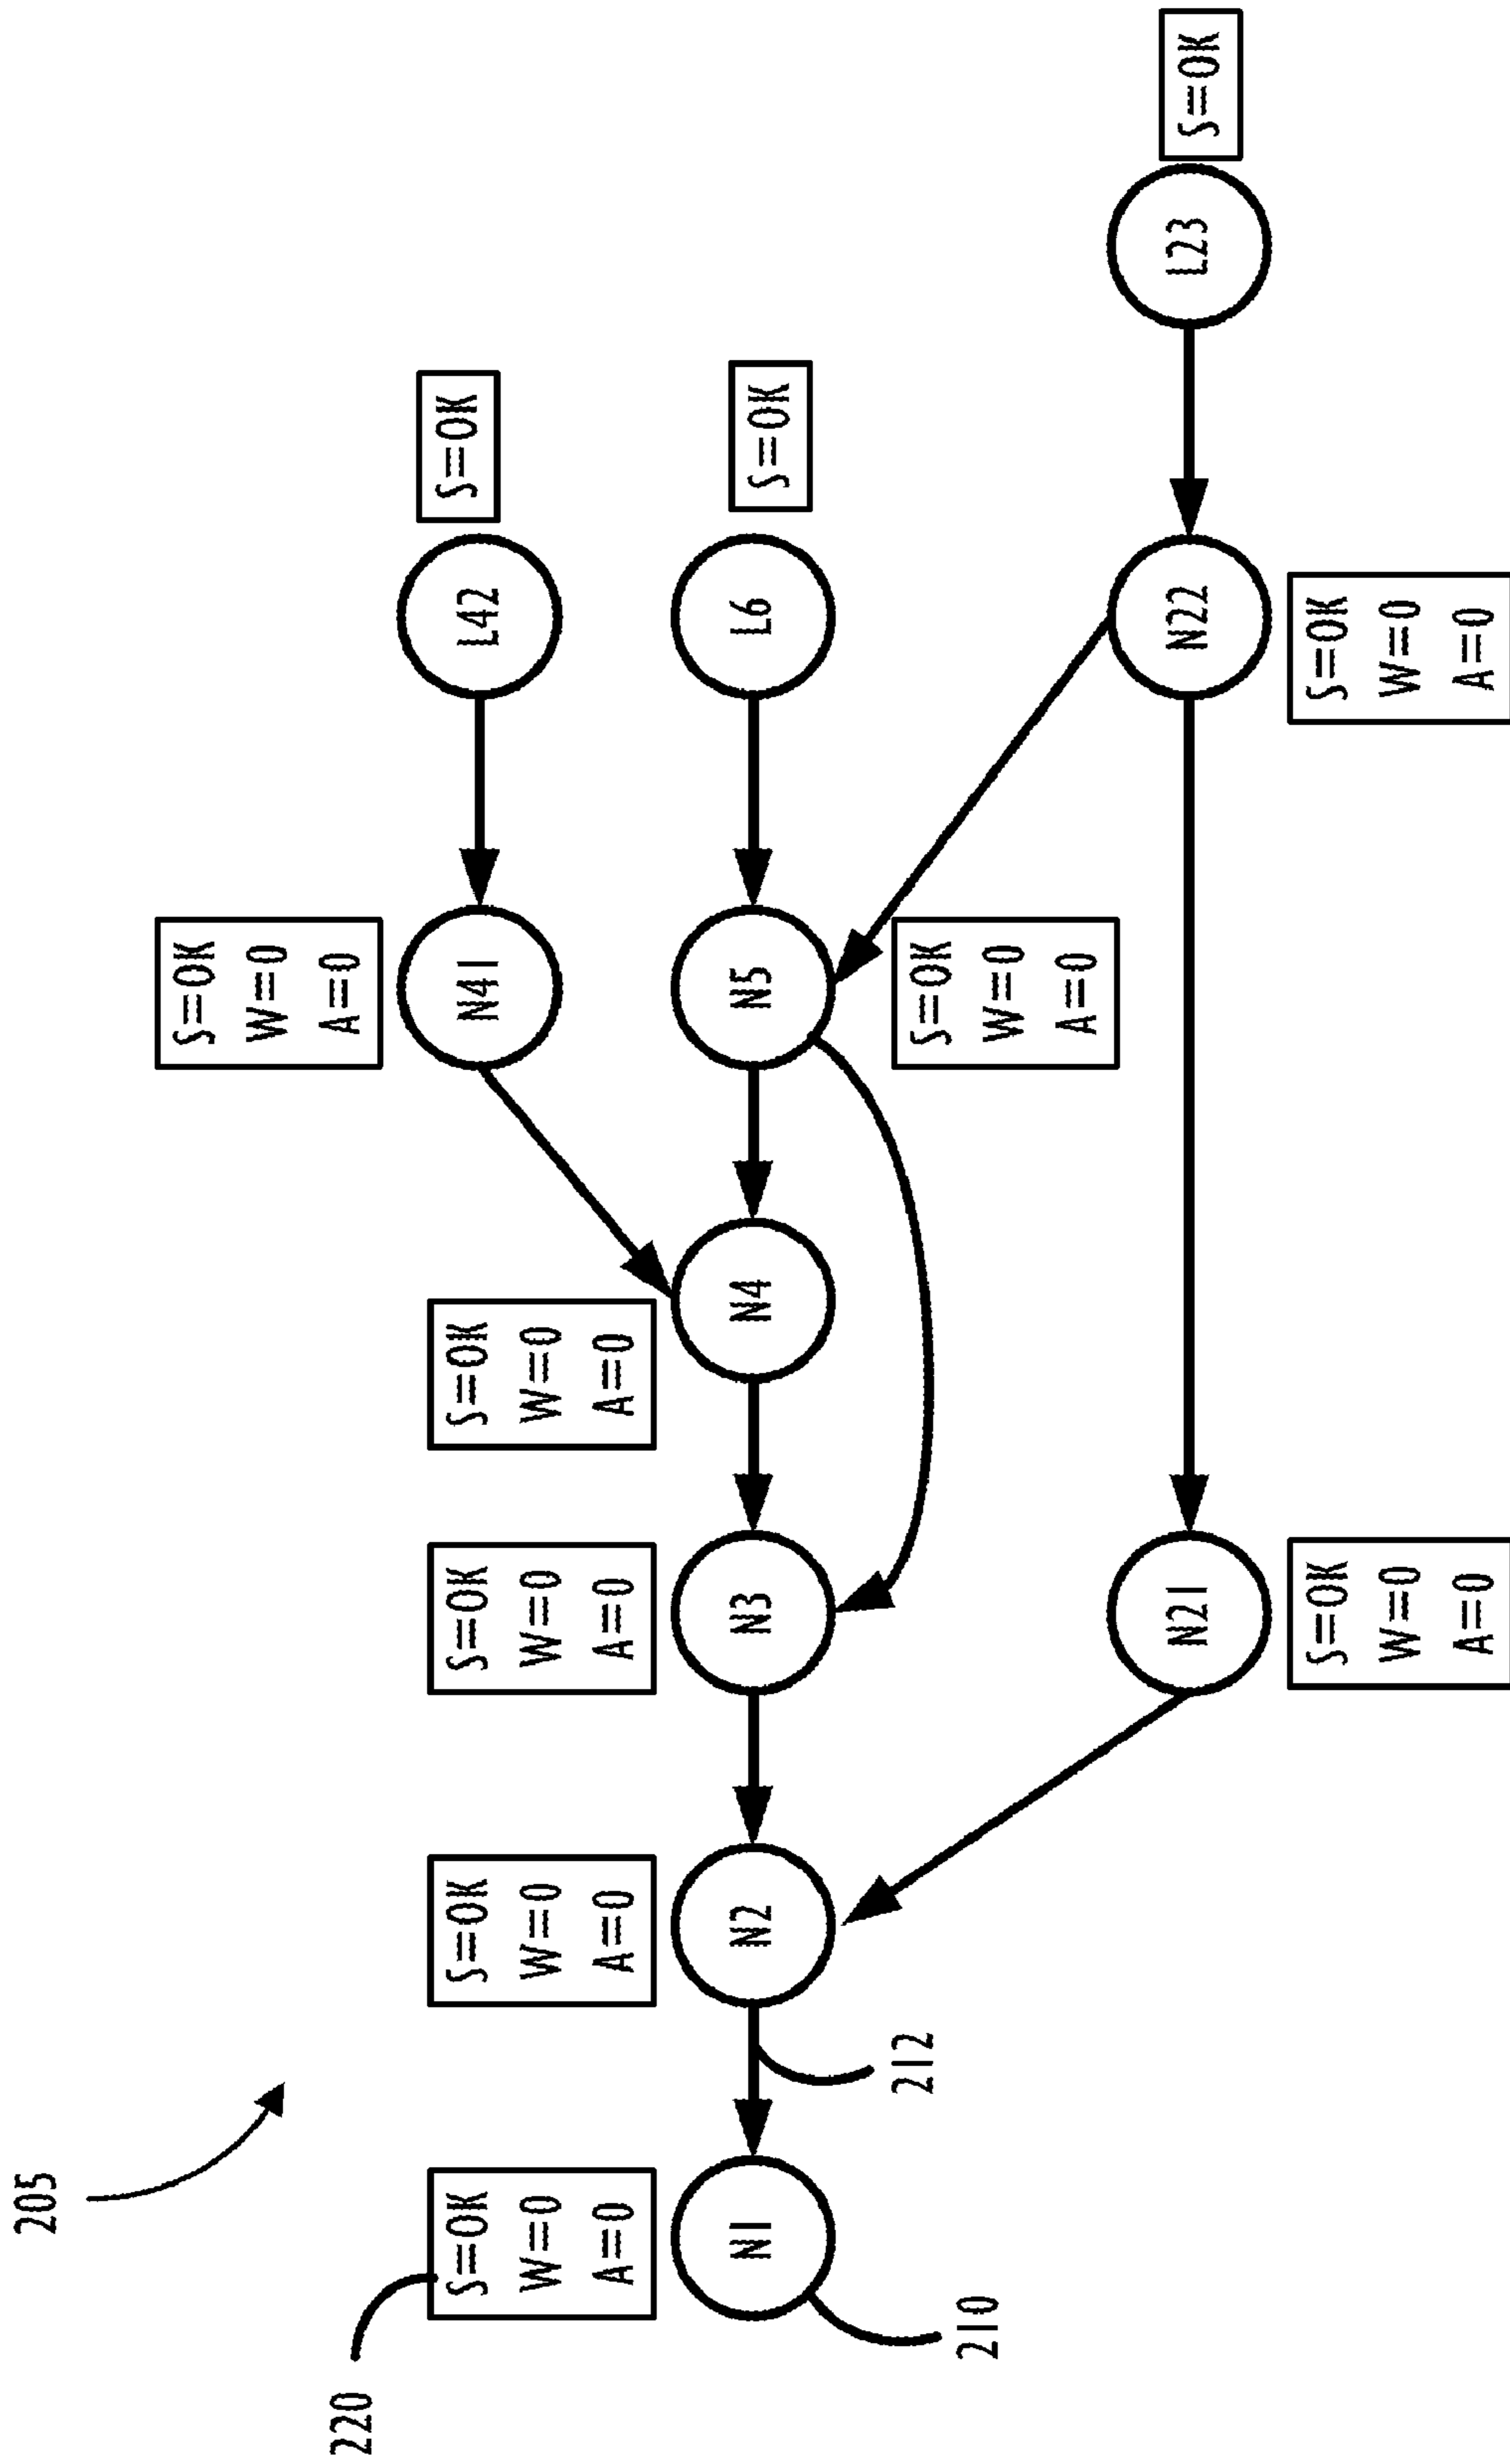 205
220
S=OK
W=0
A=0
N1
210
212
S=OK
W=0
A=0
N2
S=OK
W=0
A=0
N3
S=OK
W=0
A=0
N4
S=OK
W=0
A=0
N41
L42
S=OK
N5
S=OK
W=0
A=0
L6
S=OK
N21
S=OK
W=0
A=0
N22
S=OK
W=0
A=0
L23
S=OK